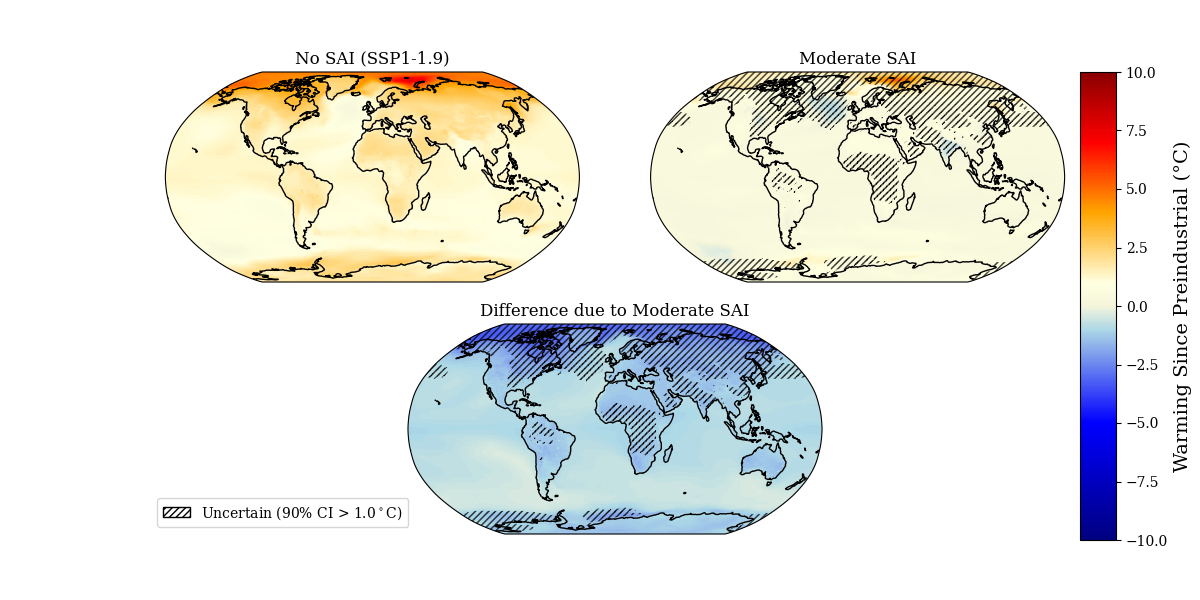 No SAI (SSP1-1.9)
Moderate SAI
Difference due to Moderate SAI
Uncertain (90% CI > 1.0°C)
10.0
7.5
5.0
2.5
0.0
−2.5
−5.0
−7.5
−10.0
Warming Since Preindustrial (°C)